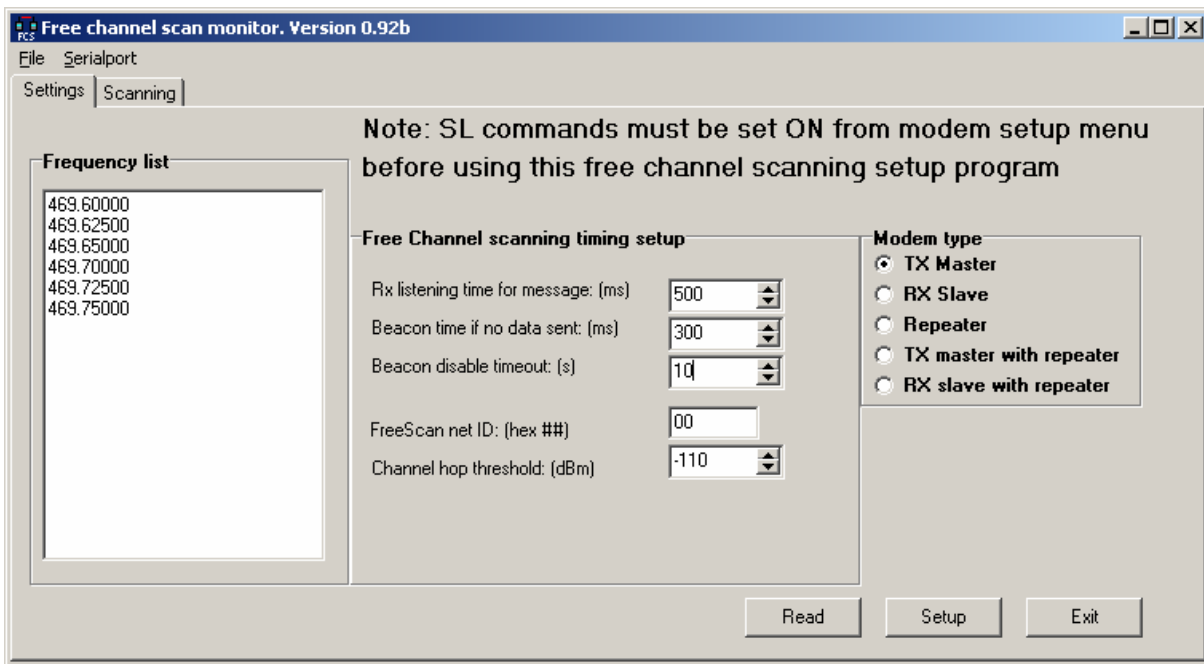 FCS
Free channel scan monitor. Version 0.92b
File Serialport
Settings Scanning
Note: SL commands must be set ON from modem setup menu
before using this free channel scanning setup program
Frequency list
469.60000
469.62500
469.65000
469.70000
469.72500
469.75000
Free Channel scanning timing setup
Rx listening time for message: (ms) 500
Beacon time if no data sent: (ms) 300
Beacon disable timeout: (s) 10
FreeScan net ID: (hex ##) 00
Channel hop threshold: (dBm) -110
Modem type
TX Master
RX Slave
Repeater
TX master with repeater
RX slave with repeater
Read Setup Exit